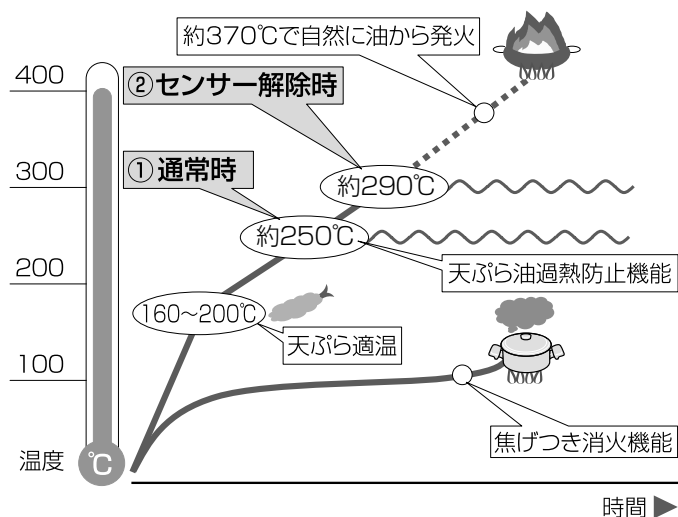 約370℃で自然に油から発火
400
②センサー解除時
300
①通常時
約290℃
約250℃
200
天ぷら油過熱防止機能
160～200℃
天ぷら適温
100
焦げつき消火機能
温度
℃
時間▶